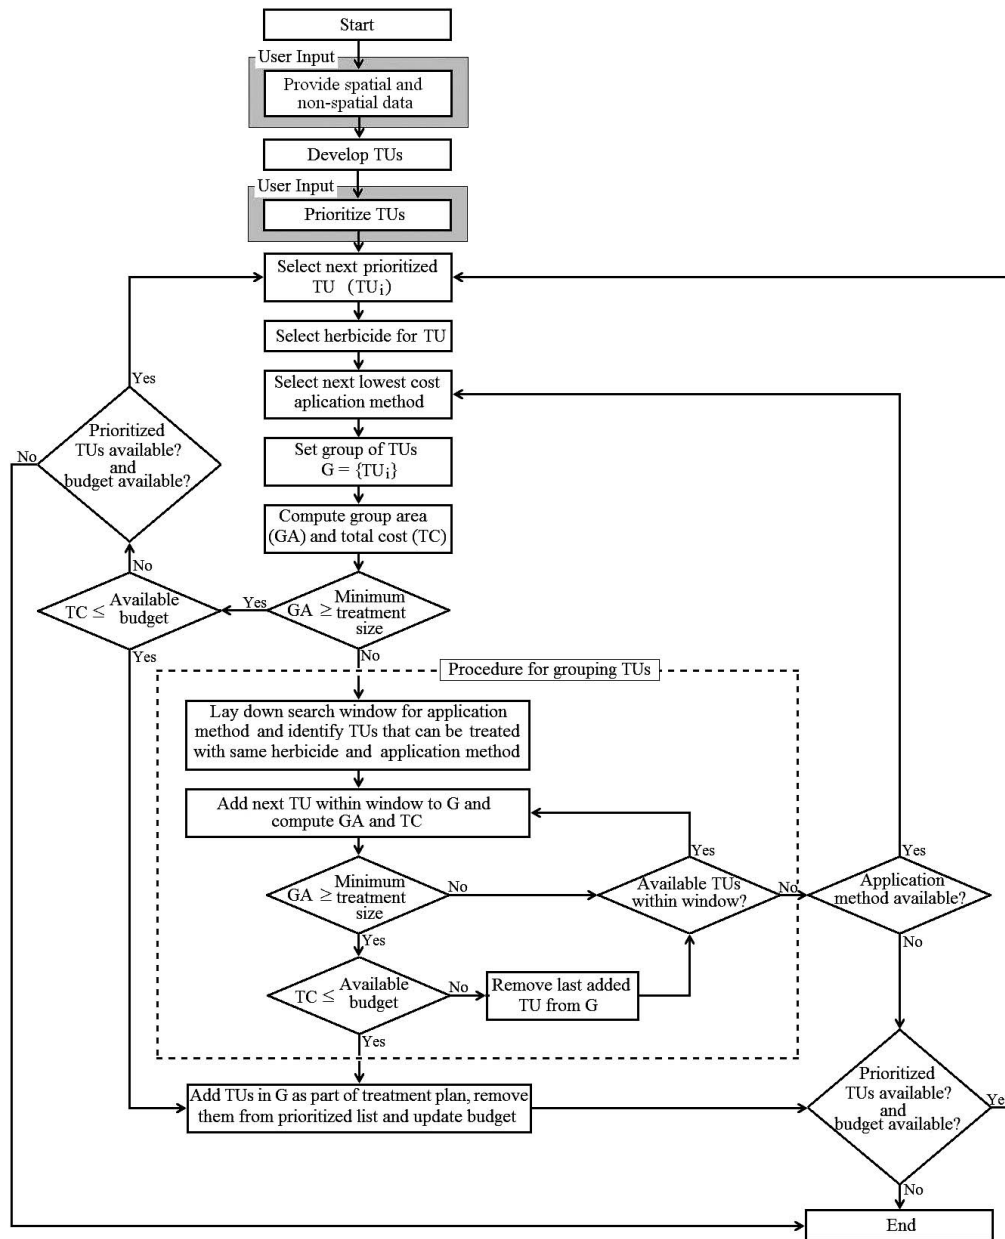 Start
User Input
Provide spatial and
non-spatial data
Develop TUs
User Input
Prioritize TUs
Select next prioritized
TU (TUi)
Select herbicide for TU
Select next lowest cost
aplication method
Set group of TUs
G = {TUi}
Compute group area
(GA) and total cost (TC)
GA ≥ Minimum
treatment
size
Yes
No
TC ≤ Available
budget
No
Yes
Prioritized
TUs available?
and
budget available?
Yes
No
Procedure for grouping TUs
Lay down search window for application
method and identify TUs that can be treated
with same herbicide and application method
Add next TU within window to G and
compute GA and TC
GA ≥ Minimum
treatment
size
No
Yes
Available TUs
within window?
Yes
No
Application
method available?
Yes
No
TC ≤ Available
budget
No
Yes
Remove last added
TU from G
Add TUs in G as part of treatment plan, remove
them from prioritized list and update budget
Prioritized
TUs available?
and
budget available?
Yes
No
End